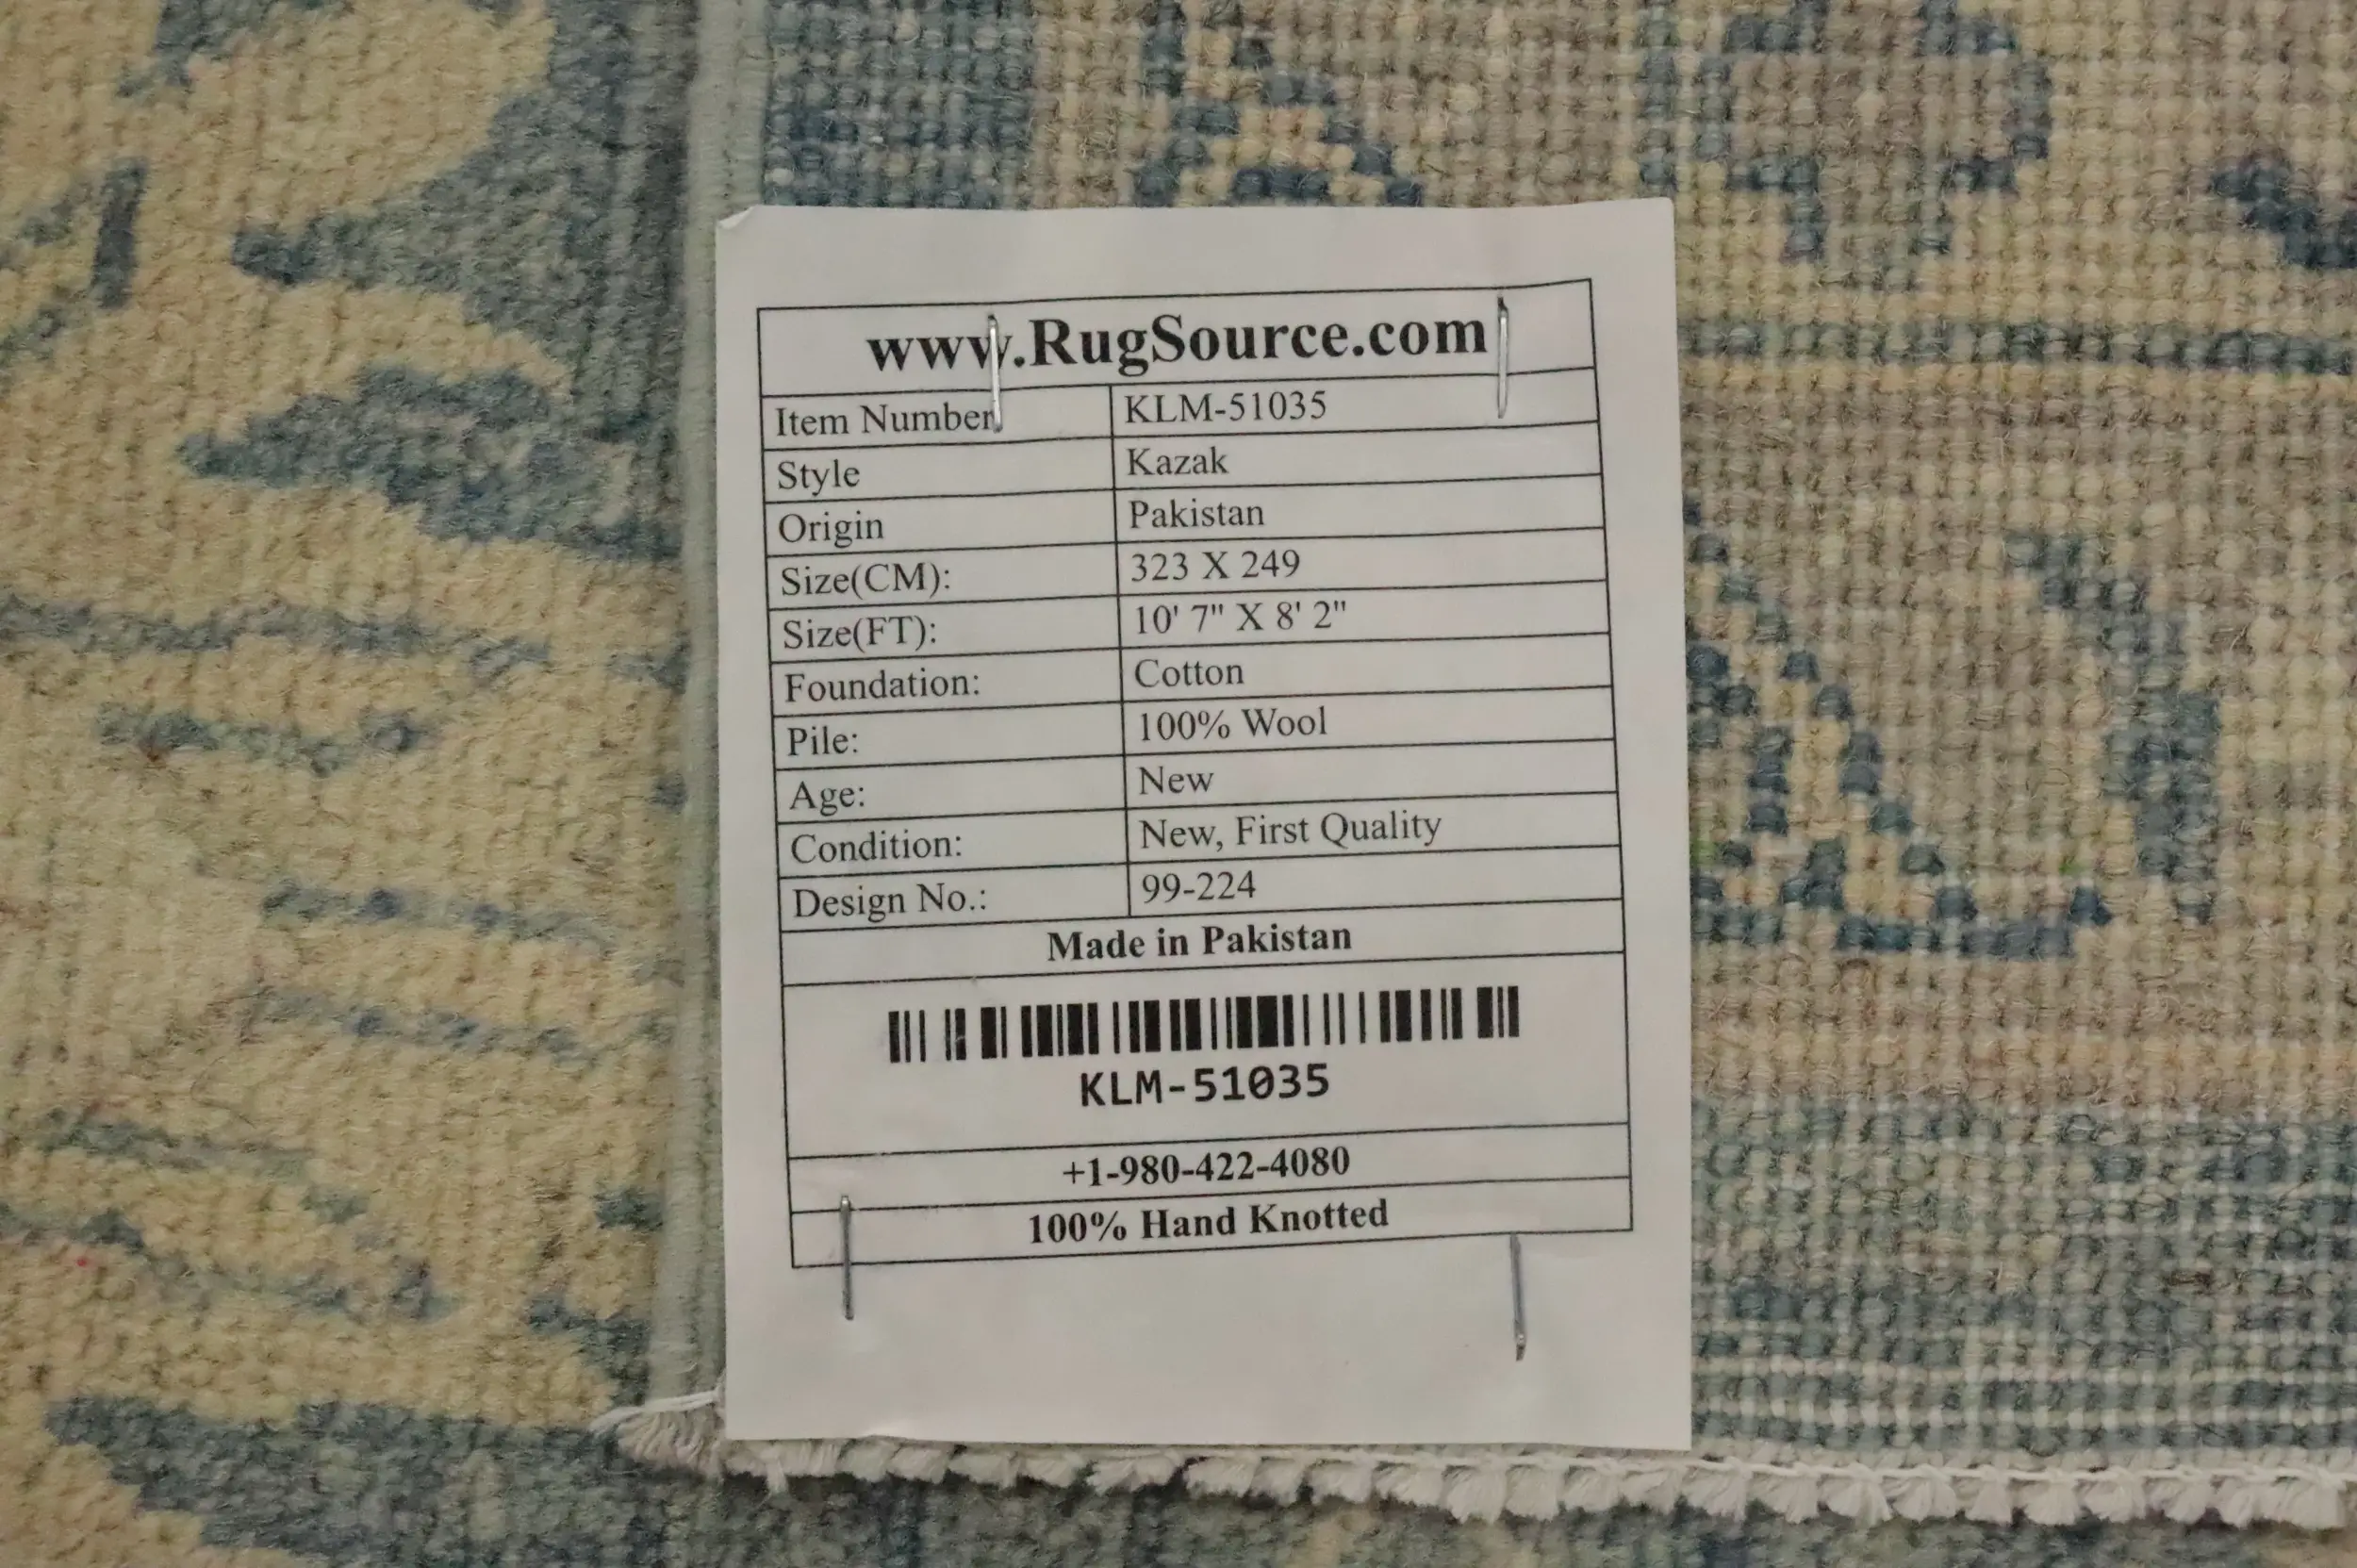 www.RugSource.com
Item Number KLM-51035
Style Kazak
Origin Pakistan
Size(CM): 323 X 249
Size(FT): 10' 7" X 8' 2"
Foundation: Cotton
Pile: 100% Wool
Age: New
Condition: New, First Quality
Design No.: 99-224
Made in Pakistan
KLM-51035
+1-980-422-4080
100% Hand Knotted